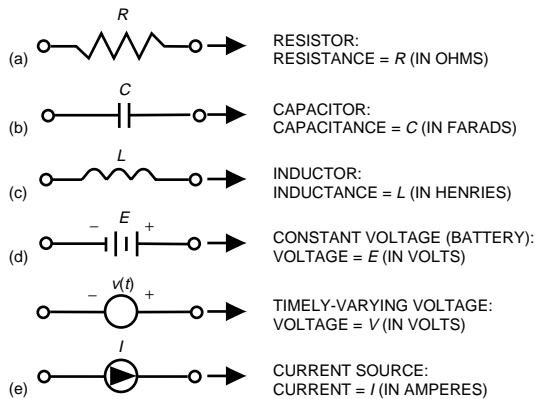 R
(a)
RESISTOR:
RESISTANCE = R (IN OHMS)
C
(b)
CAPACITOR:
CAPACITANCE = C (IN FARADS)
L
(c)
INDUCTOR:
INDUCTANCE = L (IN HENRIES)
− E +
(d)
CONSTANT VOLTAGE (BATTERY):
VOLTAGE = E (IN VOLTS)
− v(t) +
TIMELY-VARYING VOLTAGE:
VOLTAGE = V (IN VOLTS)
I
(e)
CURRENT SOURCE:
CURRENT = I (IN AMPERES)